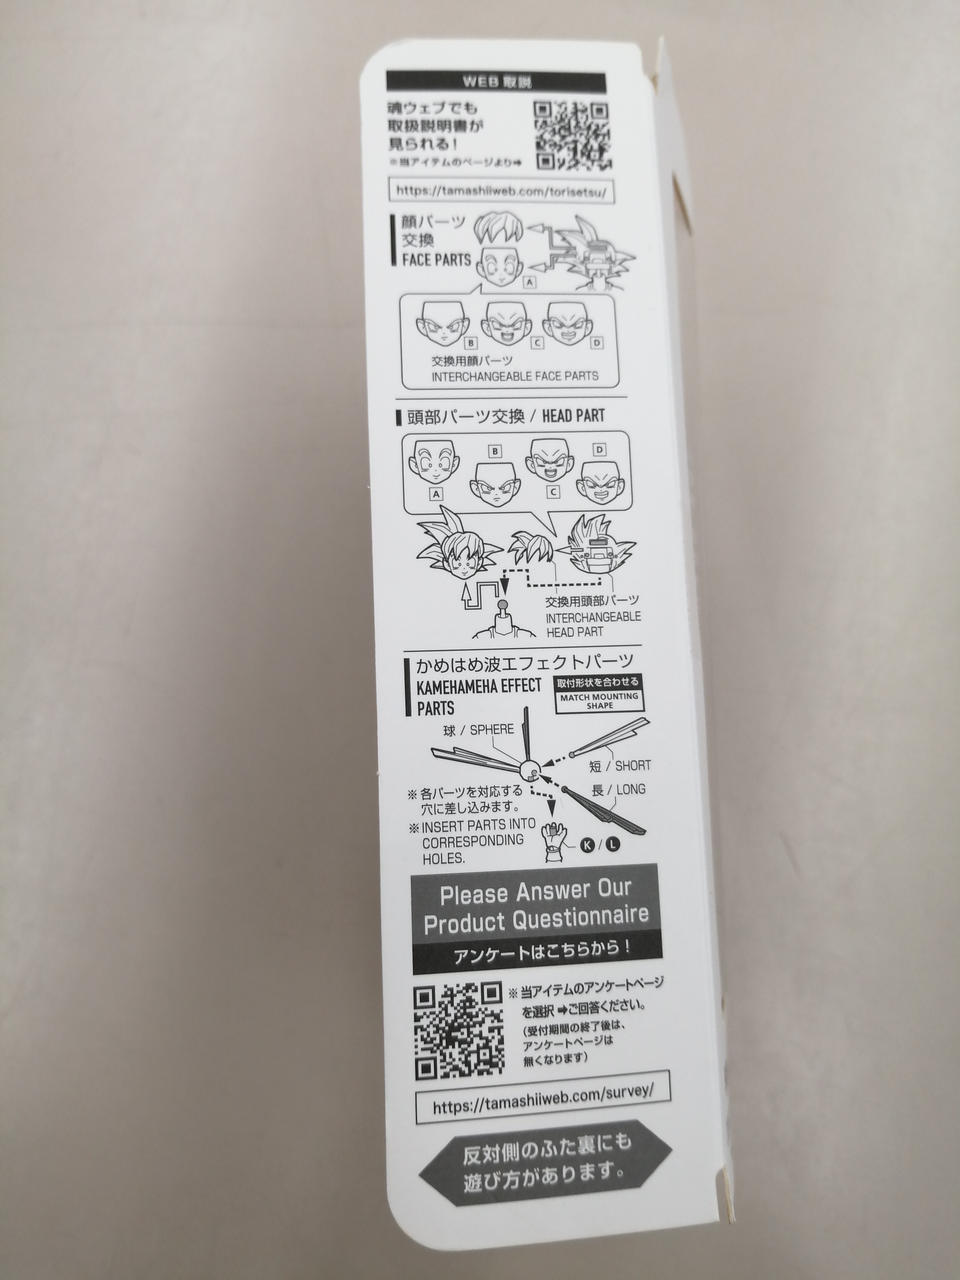 WEB 取説
魂ウェブでも
取扱説明書が
見られる!
※当アイテムのページより➡
https://tamashiiweb.com/torisetsu/
顔パーツ
交換
FACE PARTS
A
B
C
D
交換用顔パーツ
INTERCHANGEABLE FACE PARTS
頭部パーツ交換 / HEAD PART
B
D
A
C
交換用頭部パーツ
INTERCHANGEABLE
HEAD PART
かめはめ波エフェクトパーツ
KAMEHAMEHA EFFECT
PARTS
取付形状を合わせる
MATCH MOUNTING
SHAPE
球 / SPHERE
短 / SHORT
長 / LONG
※ 各パーツを対応する
穴に差し込みます。
※ INSERT PARTS INTO
CORRESPONDING
HOLES.
K / L
Please Answer Our
Product Questionnaire
アンケートはこちらから!
※ 当アイテムのアンケートページ
を選択 ➡ご回答ください。
(受付期間の終了後は、
アンケートページは
無くなります)
https://tamashiiweb.com/survey/
反対側のふた裏にも
遊び方があります。